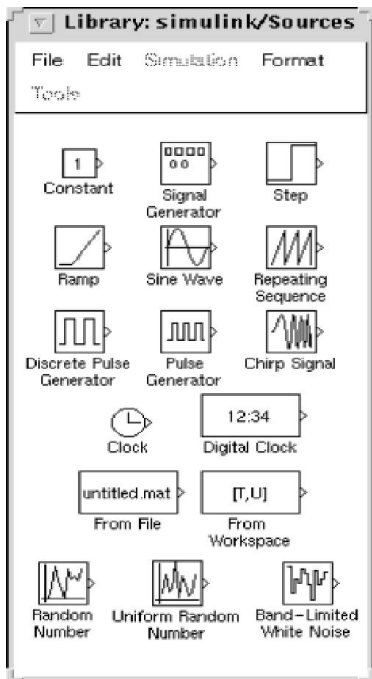 Library: simulink/Sources
File Edit Simulation Format
Tools
1
Constant
Signal
Generator
Step
Ramp
Sine Wave
Repeating
Sequence
Discrete Pulse
Generator
Pulse
Generator
Chirp Signal
Clock
12:34
Digital Clock
untitled.mat
From File
[T,U]
From
Workspace
Random
Number
Uniform Random
Number
Band-Limited
White Noise